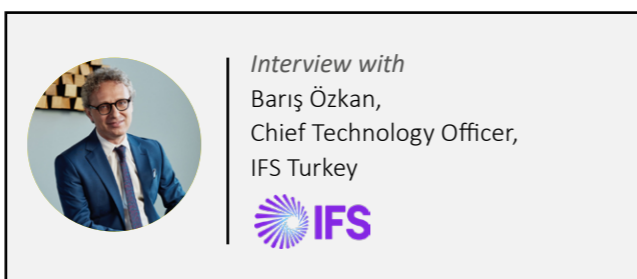 Interview with
Barış Özkan,
Chief Technology Officer,
IFS Turkey
IFS